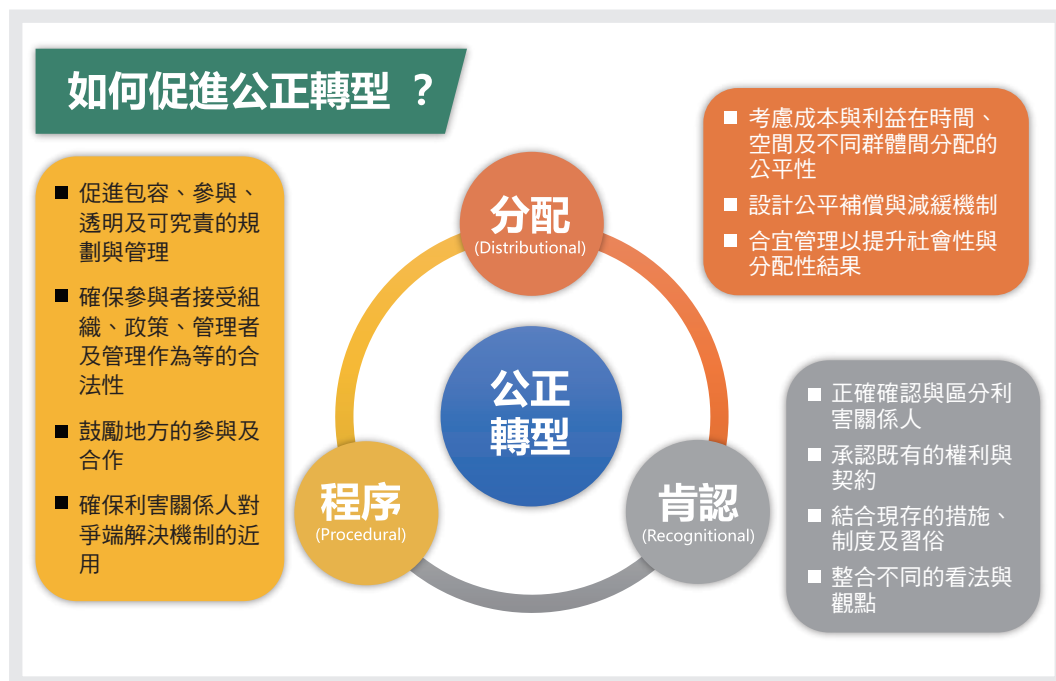 如何促進公正轉型 ？
■ 促進包容、參與、
透明及可究責的規
劃與管理
■ 確保參與者接受組
織、政策、管理者
及管理作為等的合
法性
■ 鼓勵地方的參與及
合作
■ 確保利害關係人對
爭端解決機制的近
用
分配
(Distributional)
公正
轉型
程序
(Procedural)
肯認
(Recognitional)
■ 考慮成本與利益在時間、
空間及不同群體間分配的
公平性
■ 設計公平補償與減緩機制
■ 合宜管理以提升社會性與
分配性結果
■ 正確確認與區分利
害關係人
■ 承認既有的權利與
契約
■ 結合現存的措施、
制度及習俗
■ 整合不同的看法與
觀點